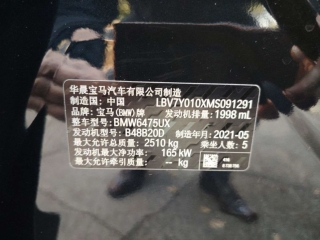 华晨宝马汽车有限公司制造
制造国：中国 LBV7Y010XMS091291
品牌：宝马(BMW)牌 发动机排量：1998 mL
整车型号：BMW6475UX
发动机型号：B48B20D 制造年月：2021-05
最大允许总质量：2510 kg 乘坐人数：5
发动机最大净功率：165 kW
最大允许牵引质量：-- kg